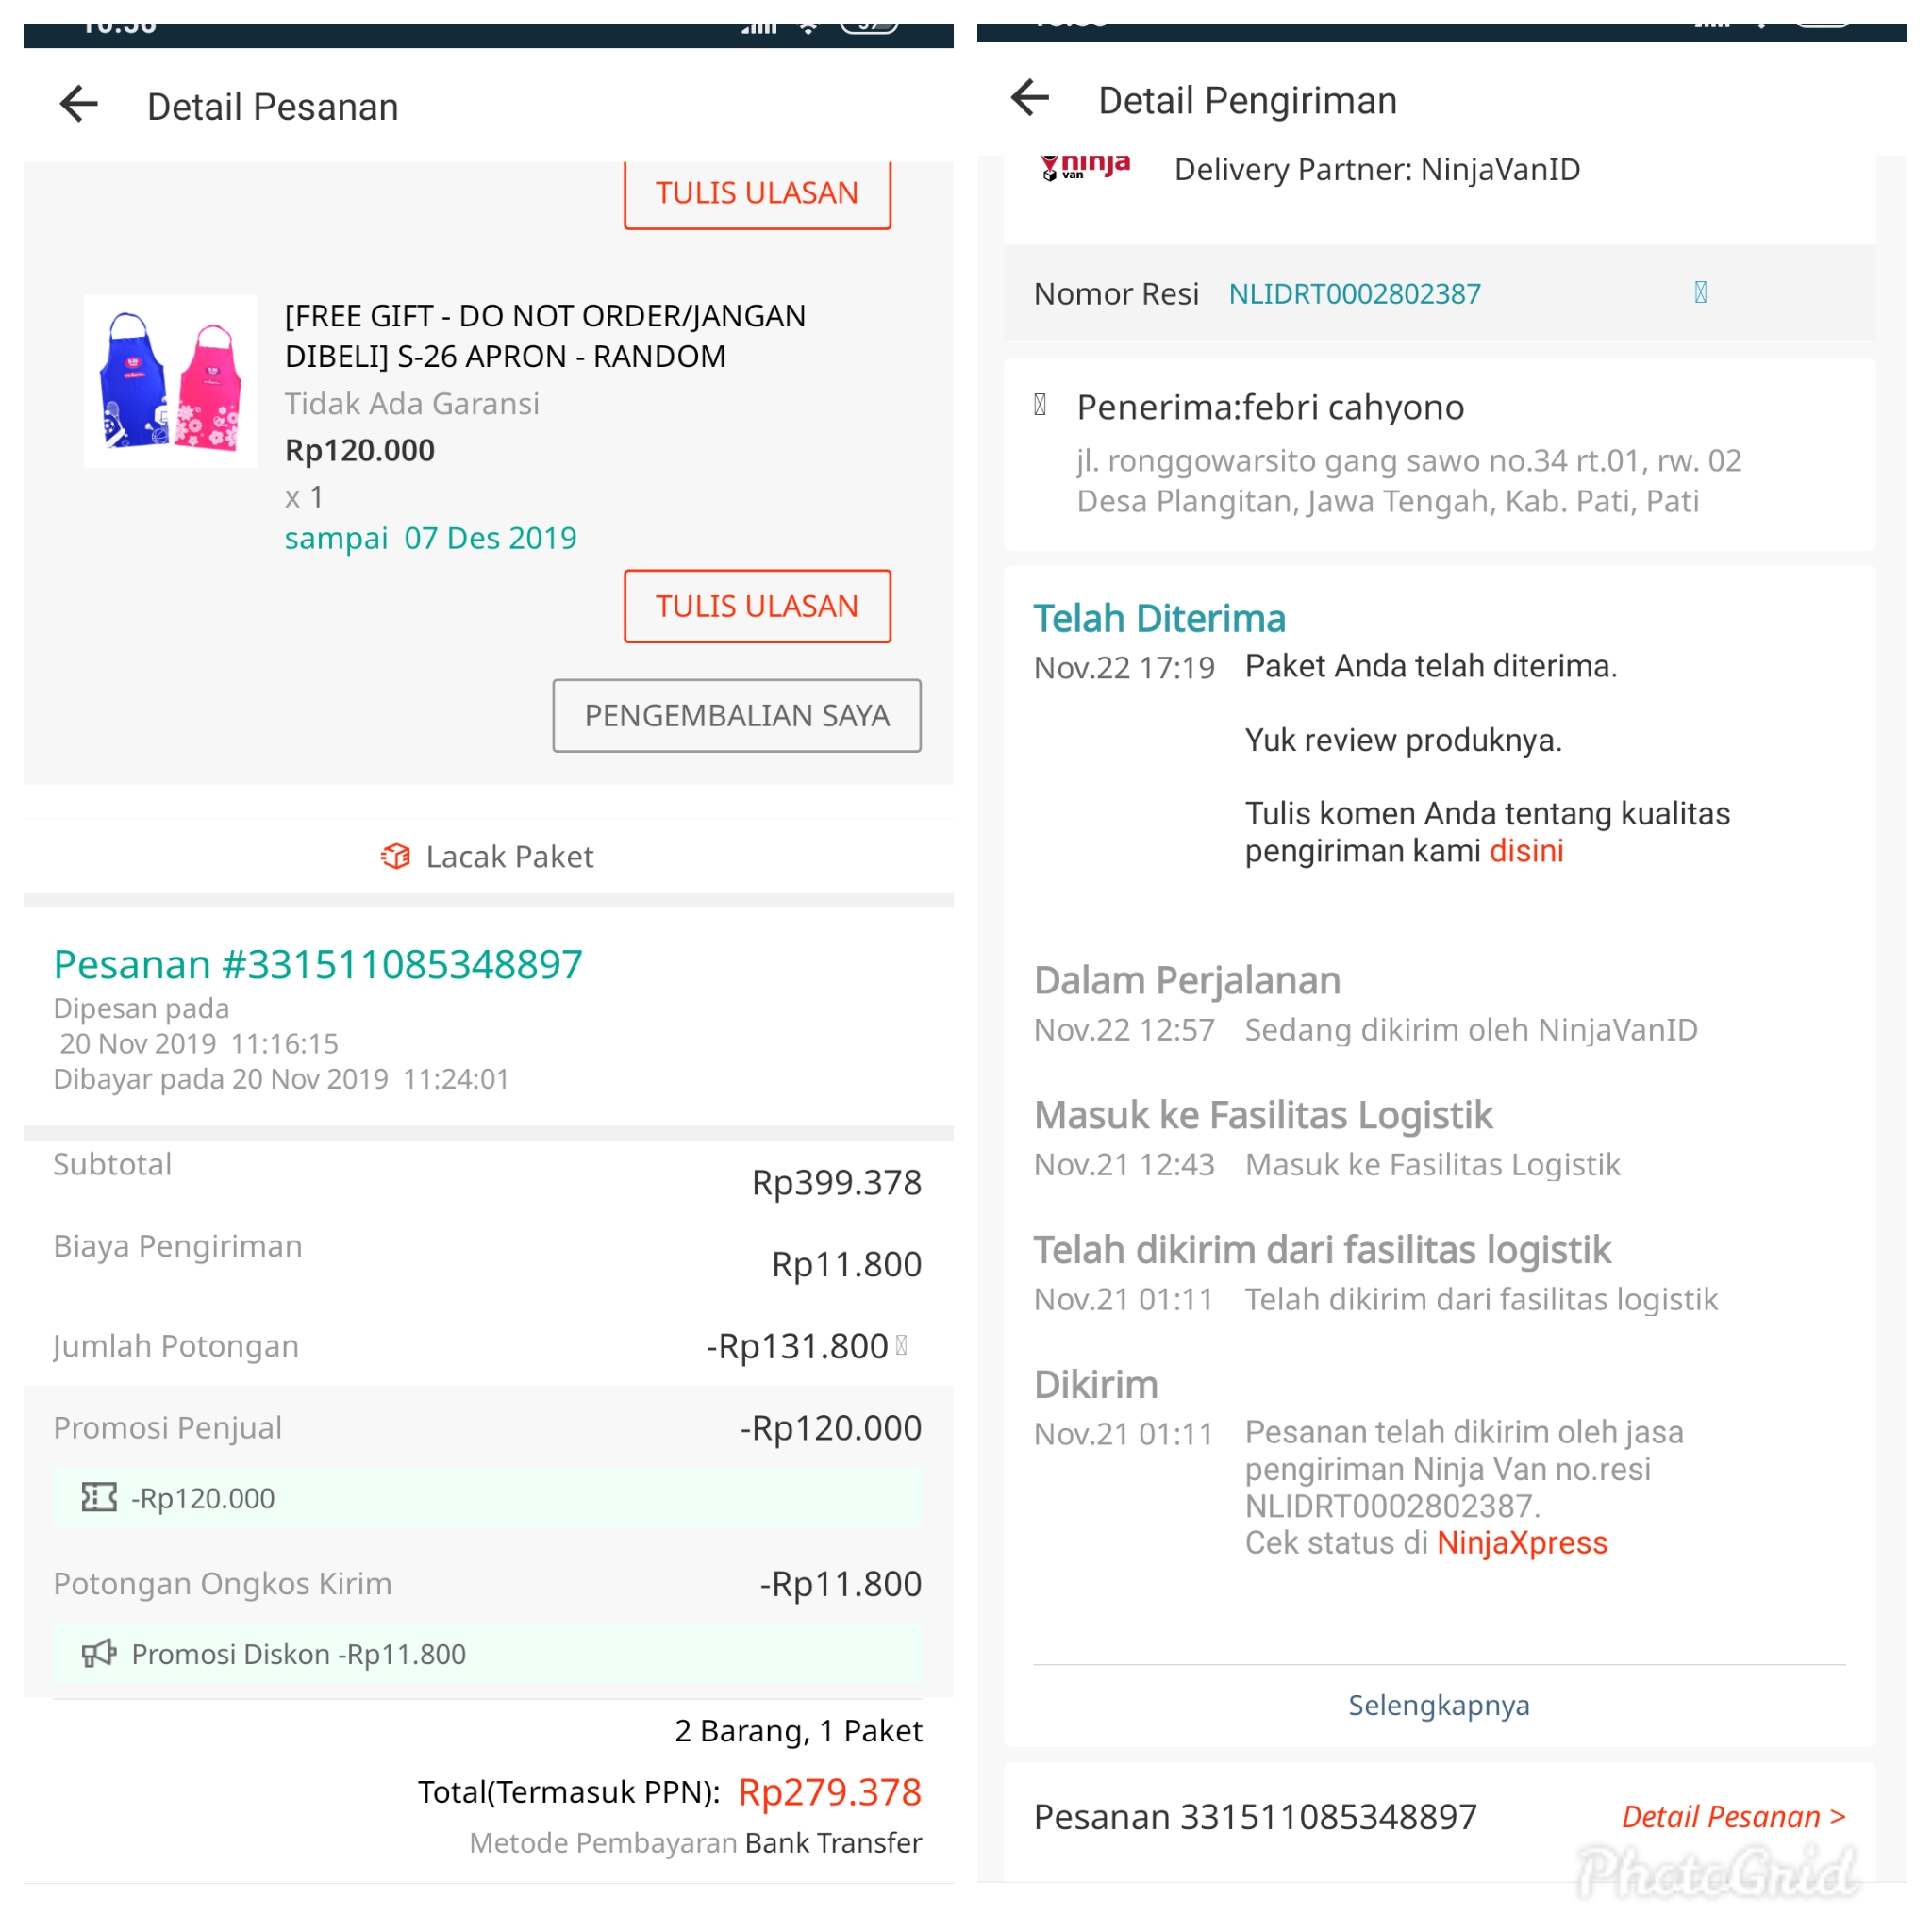 Detail Pesanan
TULIS ULASAN
[FREE GIFT - DO NOT ORDER/JANGAN
DIBELI] S-26 APRON - RANDOM
Tidak Ada Garansi
Rp120.000
x 1
sampai 07 Des 2019
TULIS ULASAN
PENGEMBALIAN SAYA
Lacak Paket
Pesanan #331511085348897
Dipesan pada
20 Nov 2019 11:16:15
Dibayar pada 20 Nov 2019 11:24:01
Subtotal Rp399.378
Biaya Pengiriman Rp11.800
Jumlah Potongan -Rp131.800
Promosi Penjual -Rp120.000
-Rp120.000
Potongan Ongkos Kirim -Rp11.800
Promosi Diskon -Rp11.800
2 Barang, 1 Paket
Total(Termasuk PPN): Rp279.378
Metode Pembayaran Bank Transfer
Detail Pengiriman
ninja van Delivery Partner: NinjaVanID
Nomor Resi NLIDRT0002802387
Penerima:febri cahyono
jl. ronggowarsito gang sawo no.34 rt.01, rw. 02
Desa Plangitan, Jawa Tengah, Kab. Pati, Pati
Telah Diterima
Nov.22 17:19 Paket Anda telah diterima.
Yuk review produknya.
Tulis komen Anda tentang kualitas
pengiriman kami disini
Dalam Perjalanan
Nov.22 12:57 Sedang dikirim oleh NinjaVanID
Masuk ke Fasilitas Logistik
Nov.21 12:43 Masuk ke Fasilitas Logistik
Telah dikirim dari fasilitas logistik
Nov.21 01:11 Telah dikirim dari fasilitas logistik
Dikirim
Nov.21 01:11 Pesanan telah dikirim oleh jasa
pengiriman Ninja Van no.resi
NLIDRT0002802387.
Cek status di NinjaXpress
Selengkapnya
Pesanan 331511085348897 Detail Pesanan >
PhotoGrid